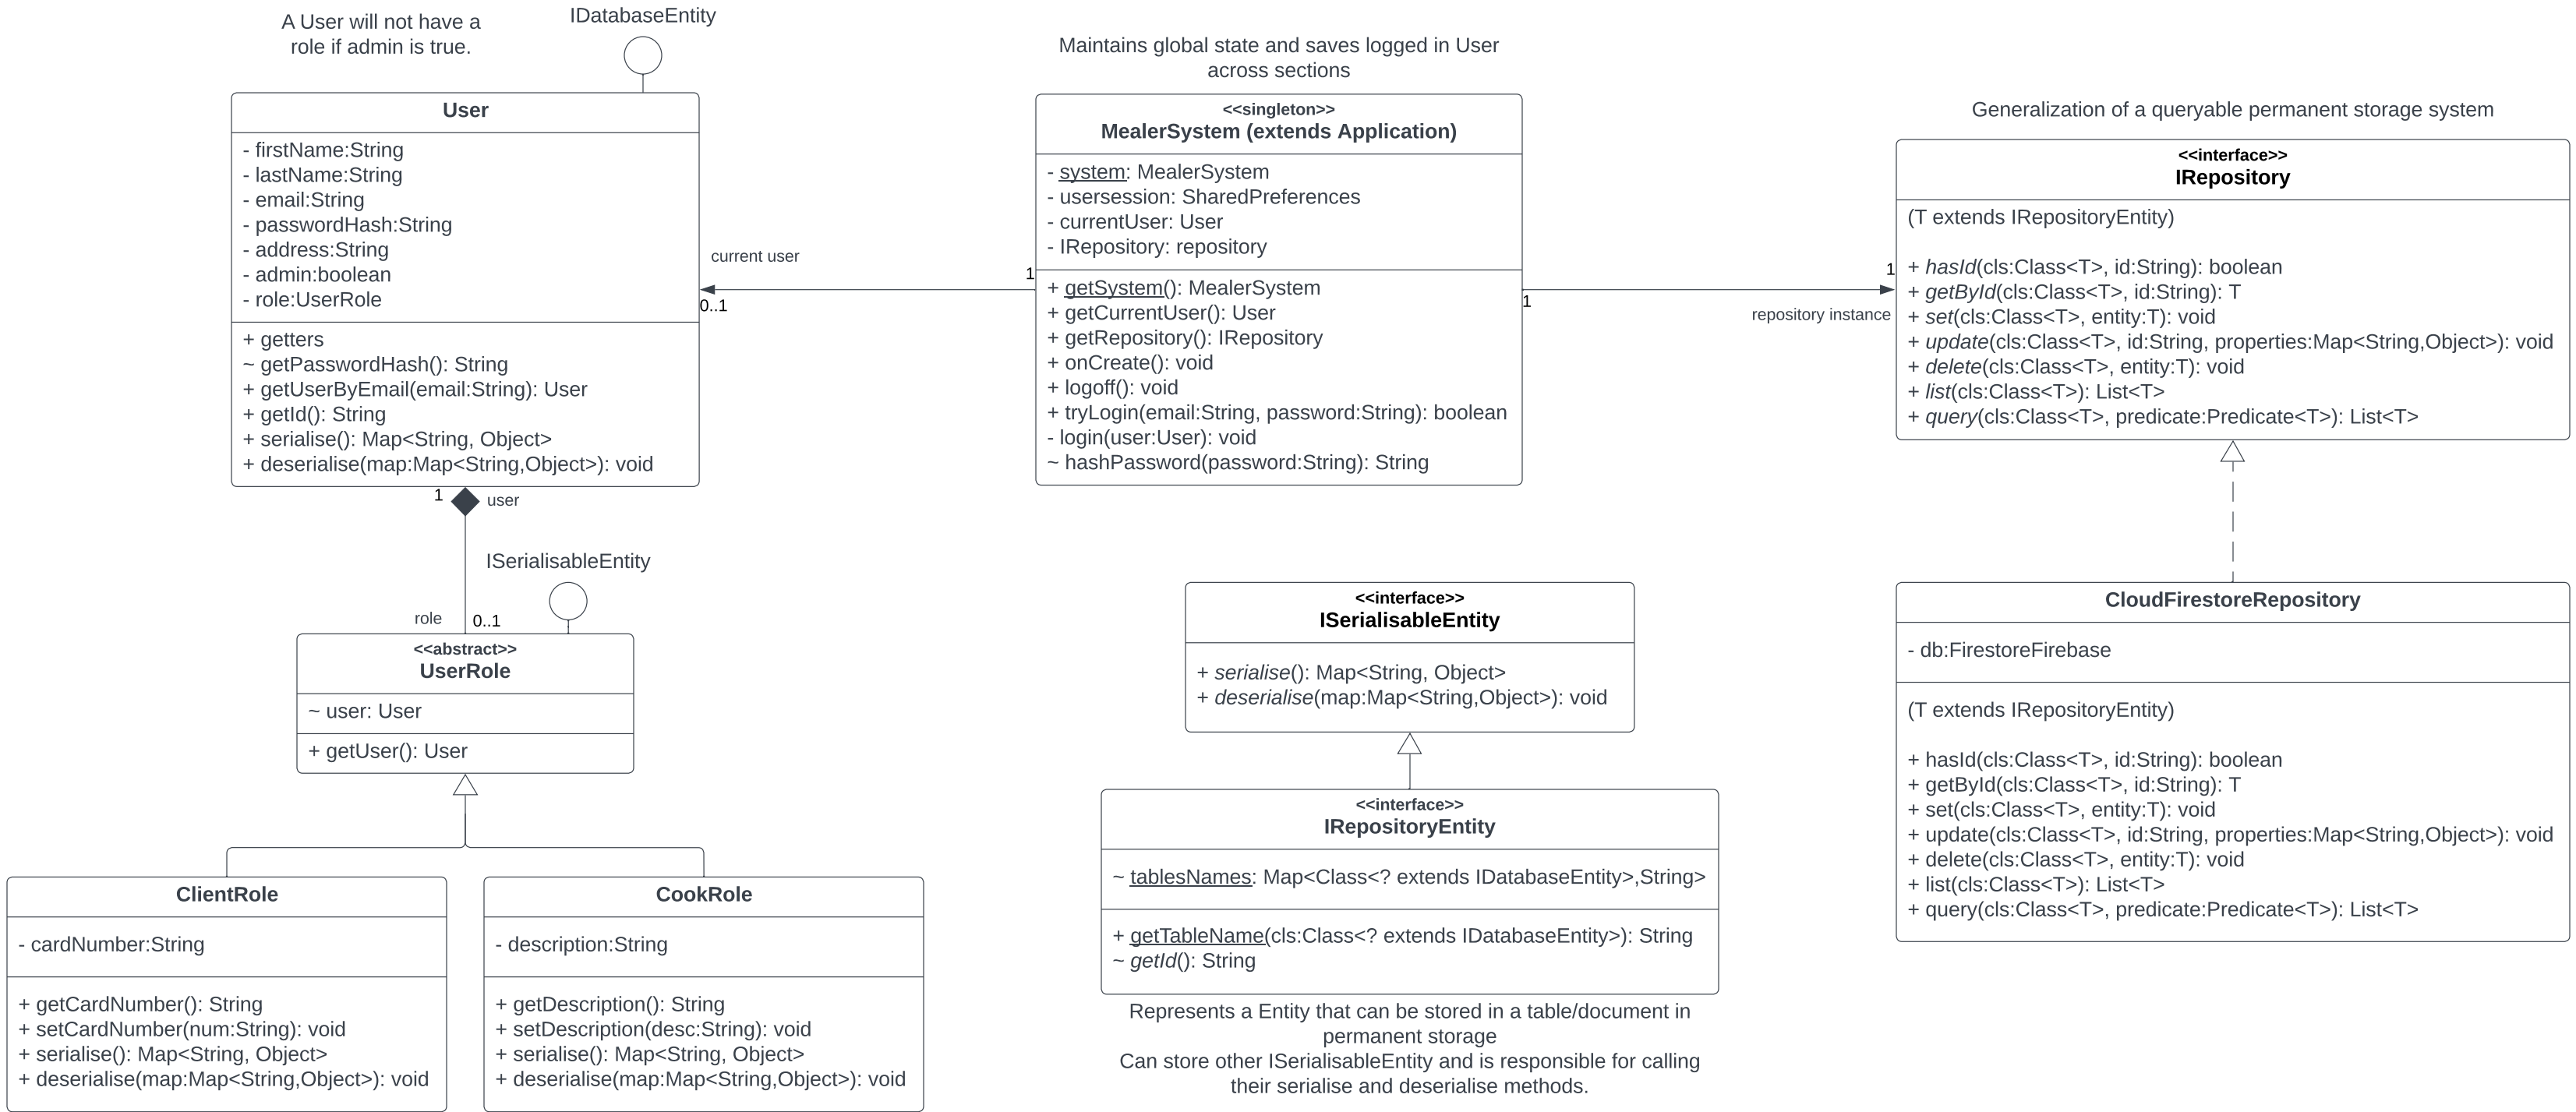 A User will not have a
role if admin is true.
IDatabaseEntity
User
- firstName:String
- lastName:String
- email:String
- passwordHash:String
- address:String
- admin:boolean
- role:UserRole
+ getters
~ getPasswordHash(): String
+ getUserByEmail(email:String): User
+ getId(): String
+ serialise(): Map<String, Object>
+ deserialise(map:Map<String,Object>): void
current user
0..1
1
Maintains global state and saves logged in User
across sections
<<singleton>>
MealerSystem (extends Application)
- system: MealerSystem
- usersession: SharedPreferences
- currentUser: User
- IRepository: repository
+ getSystem(): MealerSystem
+ getCurrentUser(): User
+ getRepository(): IRepository
+ onCreate(): void
+ logoff(): void
+ tryLogin(email:String, password:String): boolean
- login(user:User): void
~ hashPassword(password:String): String
1
1
repository instance
Generalization of a queryable permanent storage system
<<interface>>
IRepository
(T extends IRepositoryEntity)
+ hasId(cls:Class<T>, id:String): boolean
+ getById(cls:Class<T>, id:String): T
+ set(cls:Class<T>, entity:T): void
+ update(cls:Class<T>, id:String, properties:Map<String,Object>): void
+ delete(cls:Class<T>, entity:T): void
+ list(cls:Class<T>): List<T>
+ query(cls:Class<T>, predicate:Predicate<T>): List<T>
1
user
ISerialisableEntity
role
0..1
<<abstract>>
UserRole
~ user: User
+ getUser(): User
ClientRole
- cardNumber:String
+ getCardNumber(): String
+ setCardNumber(num:String): void
+ serialise(): Map<String, Object>
+ deserialise(map:Map<String,Object>): void
CookRole
- description:String
+ getDescription(): String
+ setDescription(desc:String): void
+ serialise(): Map<String, Object>
+ deserialise(map:Map<String,Object>): void
<<interface>>
ISerialisableEntity
+ serialise(): Map<String, Object>
+ deserialise(map:Map<String,Object>): void
<<interface>>
IRepositoryEntity
~ tablesNames: Map<Class<? extends IDatabaseEntity>,String>
+ getTableName(cls:Class<? extends IDatabaseEntity>): String
~ getId(): String
Represents a Entity that can be stored in a table/document in
permanent storage
Can store other ISerialisableEntity and is responsible for calling
their serialise and deserialise methods.
CloudFirestoreRepository
- db:FirestoreFirebase
(T extends IRepositoryEntity)
+ hasId(cls:Class<T>, id:String): boolean
+ getById(cls:Class<T>, id:String): T
+ set(cls:Class<T>, entity:T): void
+ update(cls:Class<T>, id:String, properties:Map<String,Object>): void
+ delete(cls:Class<T>, entity:T): void
+ list(cls:Class<T>): List<T>
+ query(cls:Class<T>, predicate:Predicate<T>): List<T>